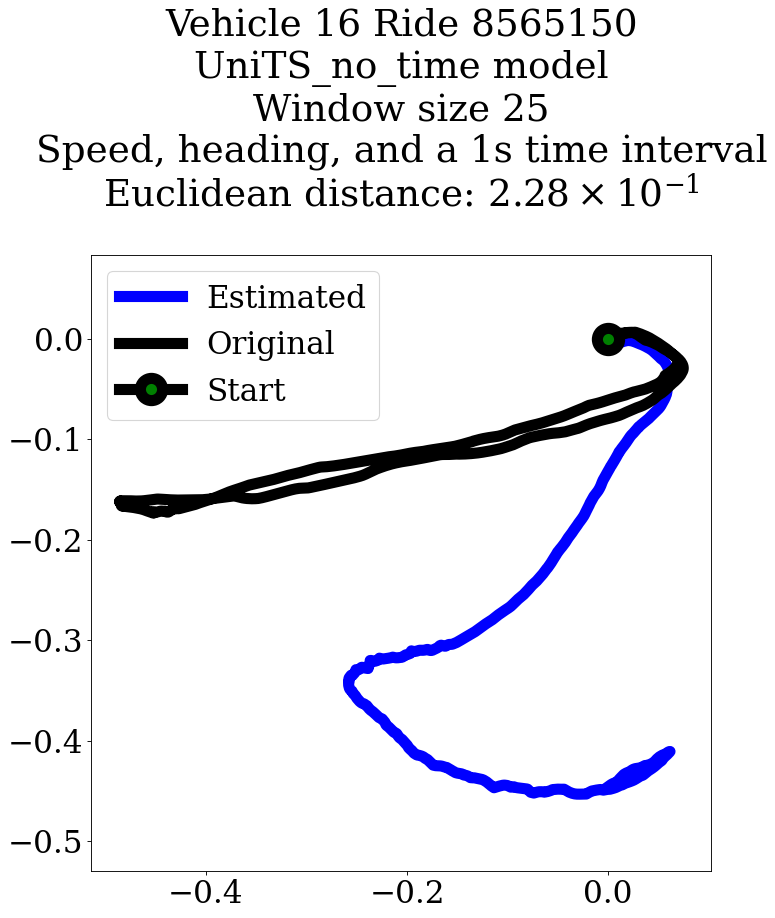 Vehicle 16 Ride 8565150
UniTS_no_time model
Window size 25
Speed, heading, and a 1s time interval
Euclidean distance: 2.28 × 10⁻¹
Estimated
Original
Start
0.0
−0.1
−0.2
−0.3
−0.4
−0.5
−0.4
−0.2
0.0